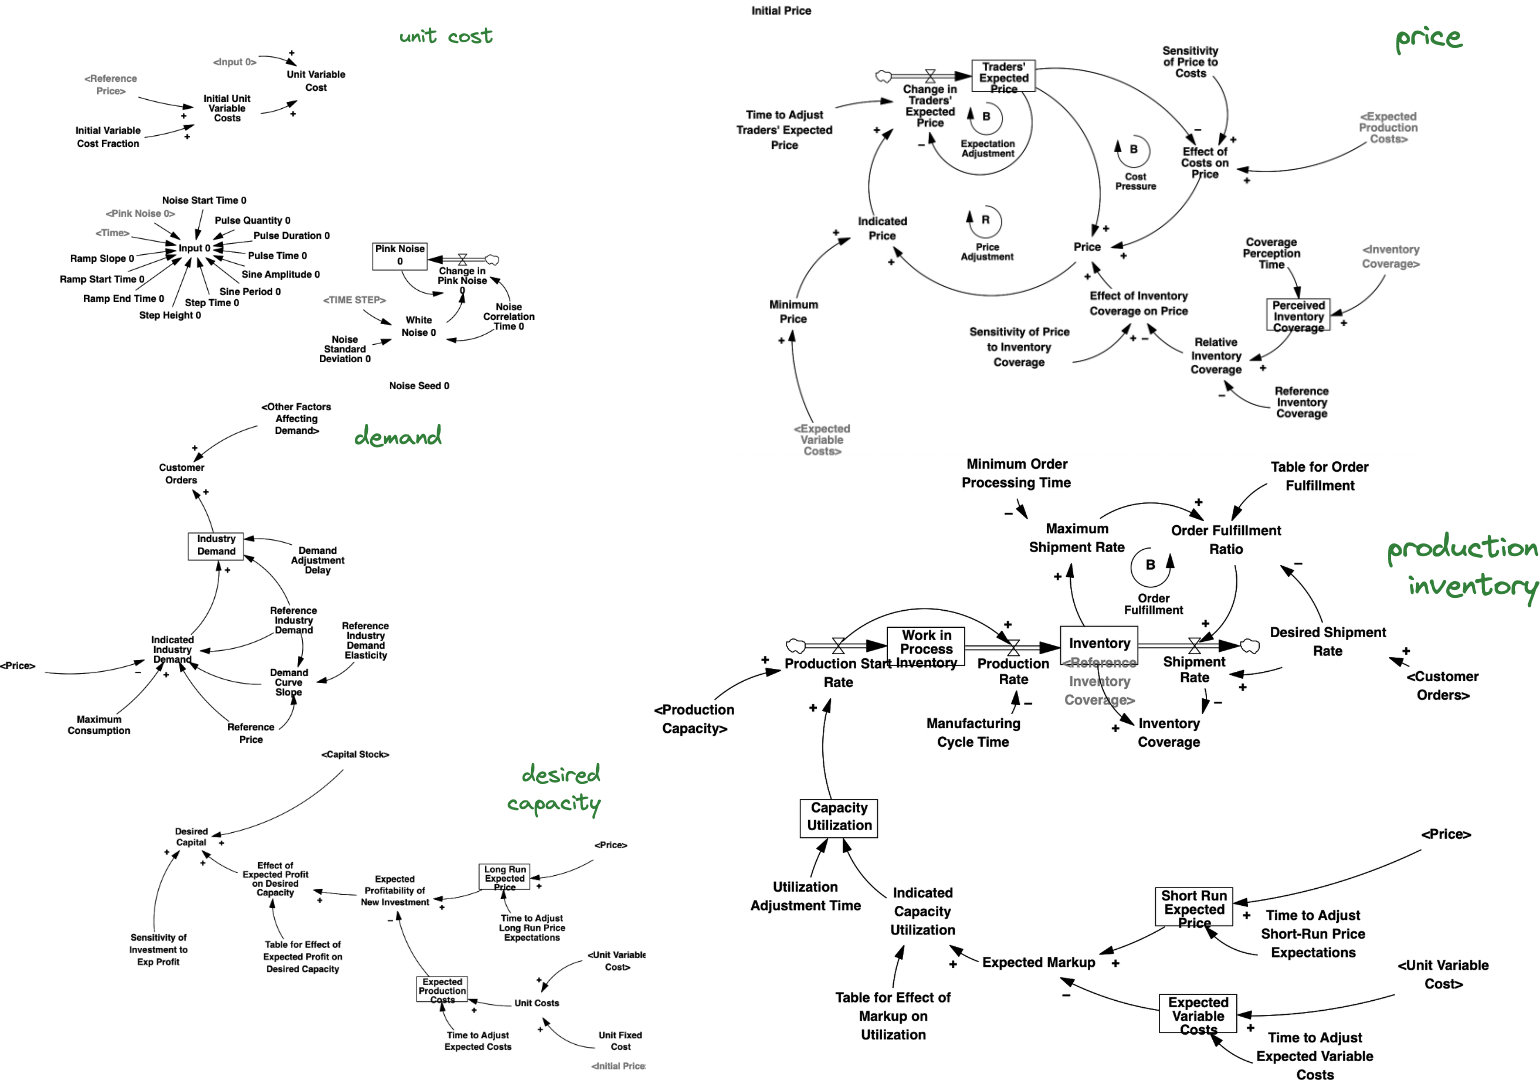 unit cost
<Input 0>
+
Unit Variable
Cost
<Reference
Price>
Initial Unit
Variable
Costs
+
+
+
Initial Variable
Cost Fraction
Noise Start Time 0
<Pink Noise 0>
Pulse Quantity 0
<Time>
Pulse Duration 0
Input 0
Ramp Slope 0
Pulse Time 0
Ramp Start Time 0
Sine Amplitude 0
Ramp End Time 0
Sine Period 0
Step Time 0
Step Height 0
Pink Noise
0
Change in
Pink Noise
0
<TIME STEP>
White
Noise 0
Noise
Correlation
Time 0
Noise
Standard
Deviation 0
Noise Seed 0
demand
<Other Factors
Affecting
Demand>
+
Customer
Orders
+
Industry
Demand
Demand
Adjustment
Delay
+
Reference
Industry
Demand
Reference
Industry
Demand
Elasticity
Indicated
Industry
Demand
<Price>
–
+
Demand
Curve
Slope
Maximum
Consumption
Reference
Price
desired
capacity
<Capital Stock>
Desired
Capital
+
+
+
Effect of
Expected Profit
on Desired
Capacity
+
Expected
Profitability of
New Investment
+
–
Long Run
Expected
Price
+
<Price>
Time to Adjust
Long Run Price
Expectations
Sensitivity of
Investment to
Exp Profit
Table for Effect of
Expected Profit on
Desired Capacity
Expected
Production
Costs
+
Unit Costs
+
+
<Unit Variable
Cost>
Time to Adjust
Expected Costs
Unit Fixed
Cost
<Initial Price
Initial Price
price
Traders'
Expected
Price
Change in
Traders'
Expected
Price
Time to Adjust
Traders' Expected
Price
+
–
B
Expectation
Adjustment
Sensitivity
of Price to
Costs
–
+
+
<Expected
Production
Costs>
Effect of
Costs on
Price
B
Cost
Pressure
R
Price
Adjustment
Indicated
Price
+
+
Price
+
+
+
Minimum
Price
+
<Expected
Variable
Costs>
Effect of Inventory
Coverage on Price
+
–
Sensitivity of Price
to Inventory
Coverage
Coverage
Perception
Time
<Inventory
Coverage>
Perceived
Inventory
Coverage
+
Relative
Inventory
Coverage
+
–
Reference
Inventory
Coverage
production
inventory
Minimum Order
Processing Time
–
Maximum
Shipment Rate
+
+
Table for Order
Fulfillment
Order Fulfillment
Ratio
–
B
Order
Fulfillment
Work in
Process
Inventory
Production Start
Rate
+
+
+
Production
Rate
–
Inventory
<Reference
Inventory
Coverage>
+
Shipment
Rate
+
Desired Shipment
Rate
+
<Customer
Orders>
<Production
Capacity>
Manufacturing
Cycle Time
+
–
Inventory
Coverage
Capacity
Utilization
Utilization
Adjustment Time
Indicated
Capacity
Utilization
+
Expected Markup
+
–
Table for Effect of
Markup on
Utilization
<Price>
Short Run
Expected
Price
+
Time to Adjust
Short-Run Price
Expectations
<Unit Variable
Cost>
Expected
Variable
Costs
+
Time to Adjust
Expected Variable
Costs